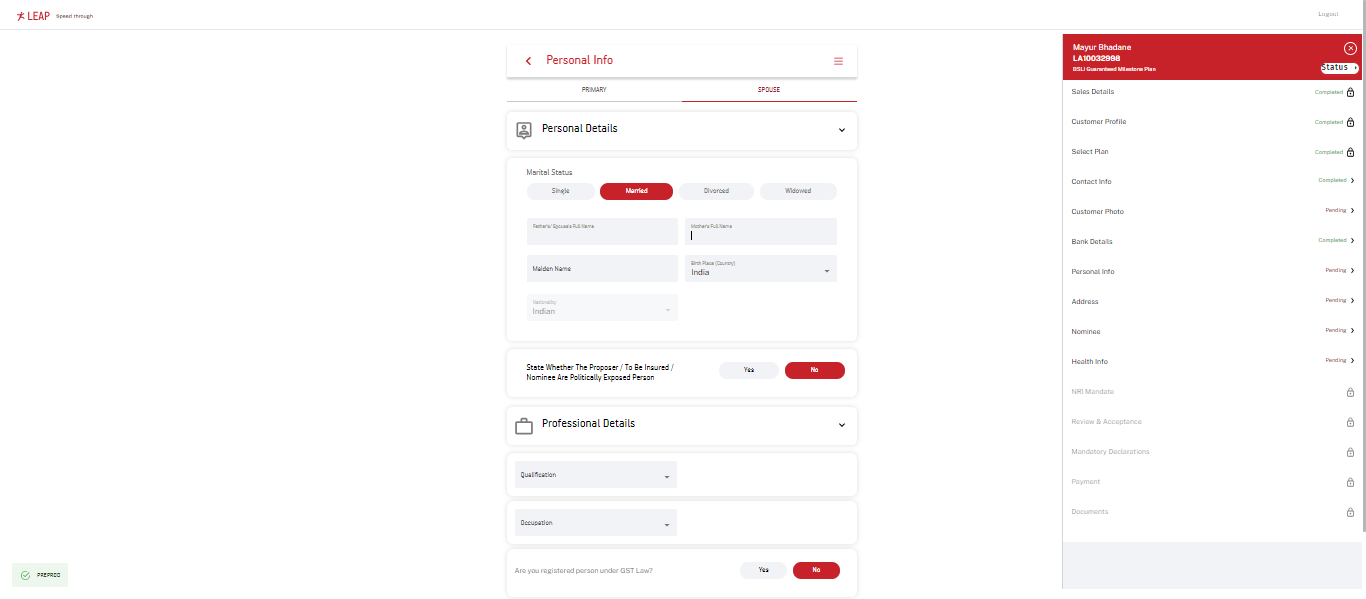 LEAP Speed through
Logout
Personal Info
PRIMARY SPOUSE
Personal Details
Marital Status
Single Married Divorced Widowed
Father's/ Spouse's Full Name Mother's Full Name
Maiden Name
Birth Place (Country)
India
Nationality
Indian
State Whether The Proposer / To Be Insured /
Nominee Are Politically Exposed Person
Yes No
Professional Details
Qualification
Occupation
Are you registered person under GST Law? Yes No
PREPROD
Mayur Bhadane
LA10032998
BSLI Guaranteed Milestone Plan
Status
Sales Details Completed
Customer Profile Completed
Select Plan Completed
Contact Info Completed
Customer Photo Pending
Bank Details Completed
Personal Info Pending
Address Pending
Nominee Pending
Health Info Pending
NRI Mandate
Review & Acceptance
Mandatory Declarations
Payment
Documents